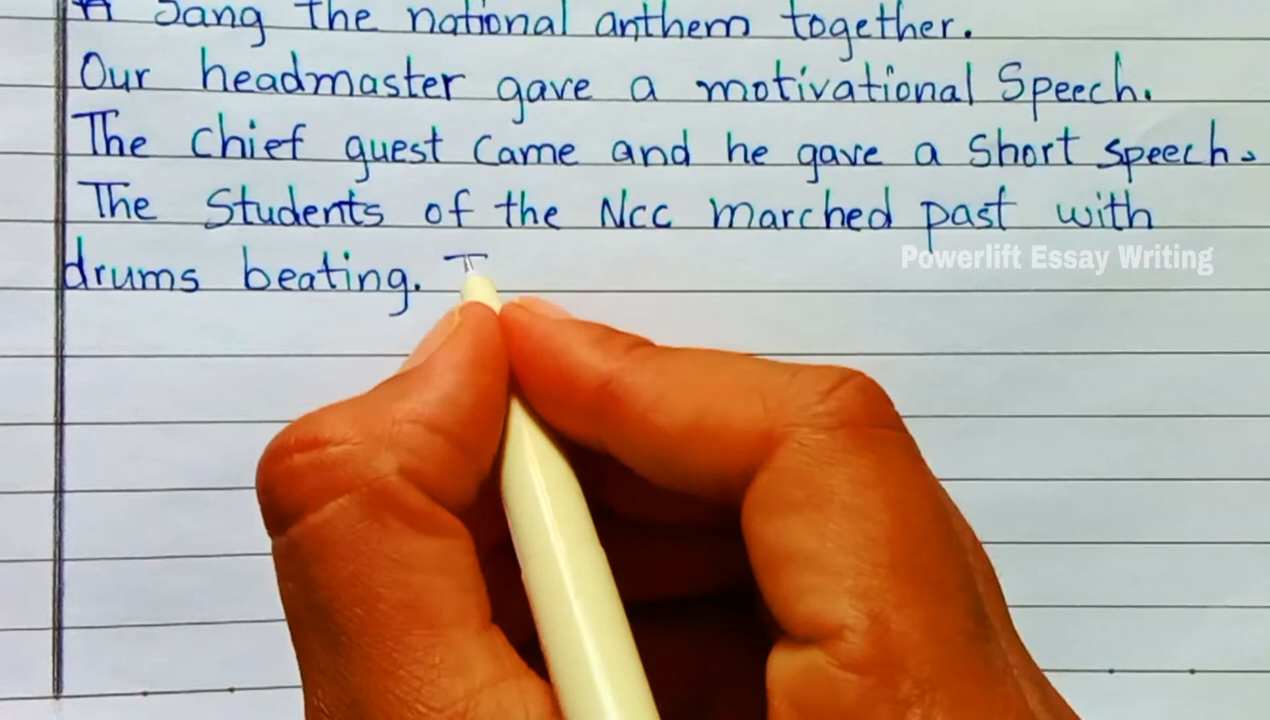 Sang the national anthem together.
Our headmaster gave a motivational Speech.
The Chief guest Came and he gave a Short speech.
The Students of the Ncc marched past with
drums beating. T
Powerlift Essay Writing